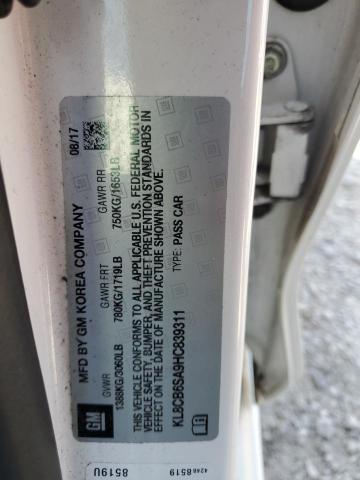 MFD BY GM KOREA COMPANY 08/17
GVWR GAWR FRT GAWR RR
1388KG/3060LB 780KG/1719LB 750KG/1653LB
THIS VEHICLE CONFORMS TO ALL APPLICABLE U.S. FEDERAL MOTOR
VEHICLE SAFETY, BUMPER, AND THEFT PREVENTION STANDARDS IN
EFFECT ON THE DATE OF MANUFACTURE SHOWN ABOVE.
KL8CB6SA9HC839311 TYPE: PASS CAR
GM
8519U
4248 8519